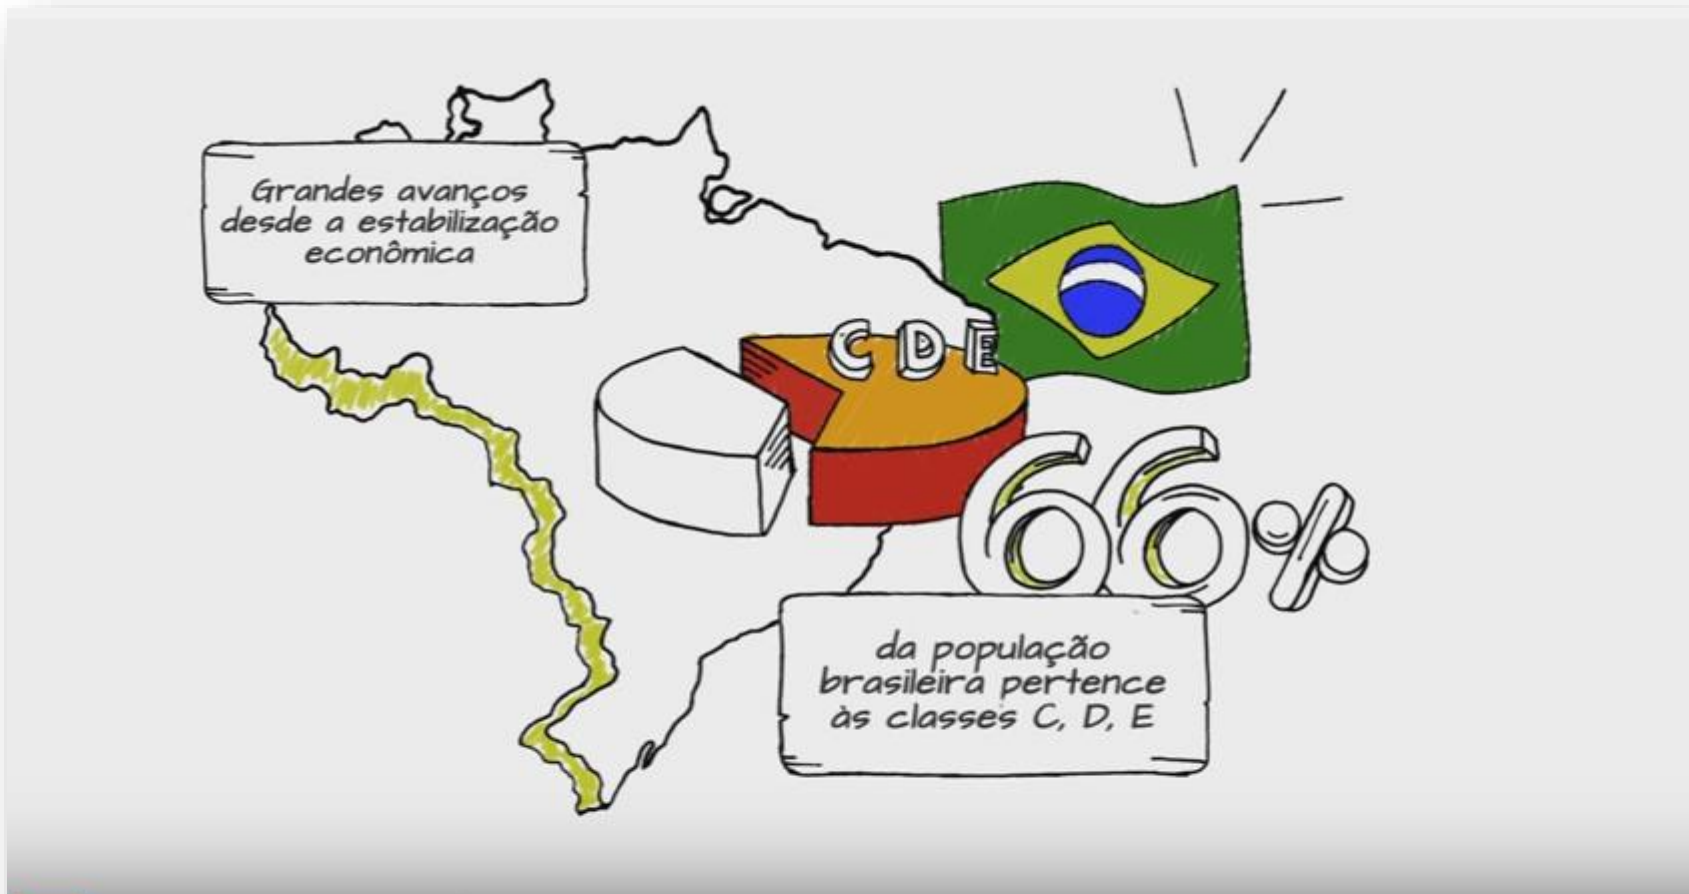 Grandes avanços
desde a estabilização
econômica
C D E
66%
da população
brasileira pertence
às classes C, D, E